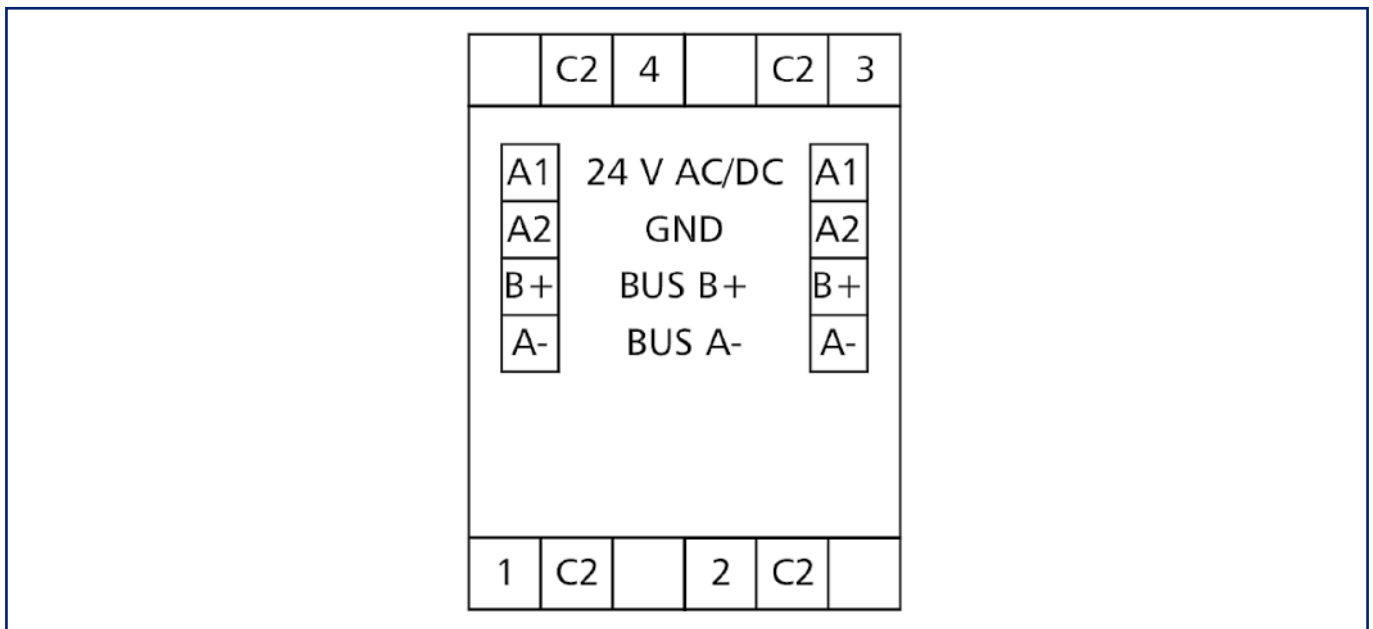 C2 4 C2 3
A1 24 V AC/DC A1
A2 GND A2
B+ BUS B+ B+
A- BUS A- A-
1 C2 2 C2